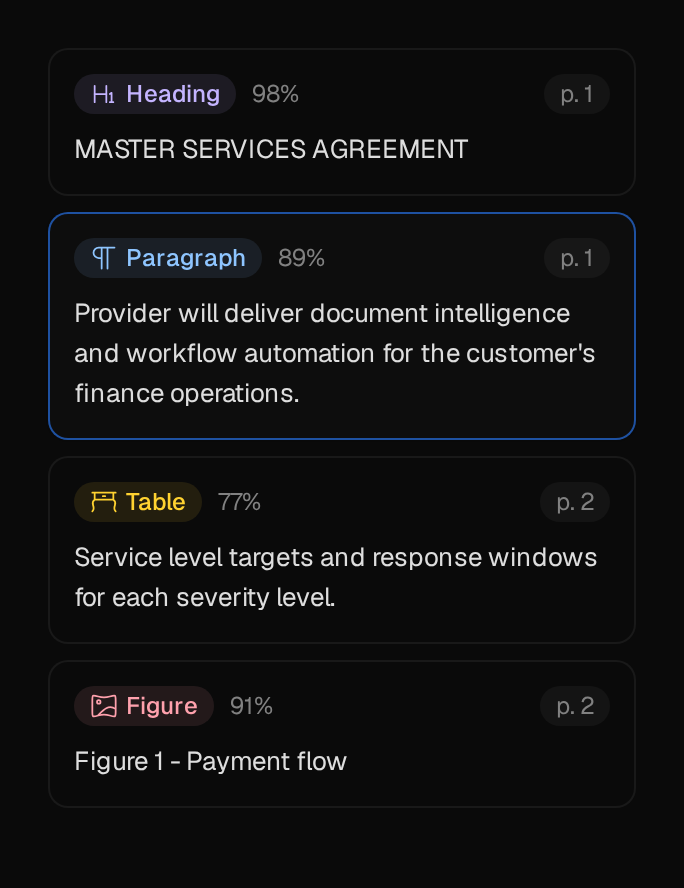 H1 Heading 98% p. 1
MASTER SERVICES AGREEMENT
Paragraph 89% p. 1
Provider will deliver document intelligence
and workflow automation for the customer's
finance operations.
Table 77% p. 2
Service level targets and response windows
for each severity level.
Figure 91% p. 2
Figure 1 - Payment flow